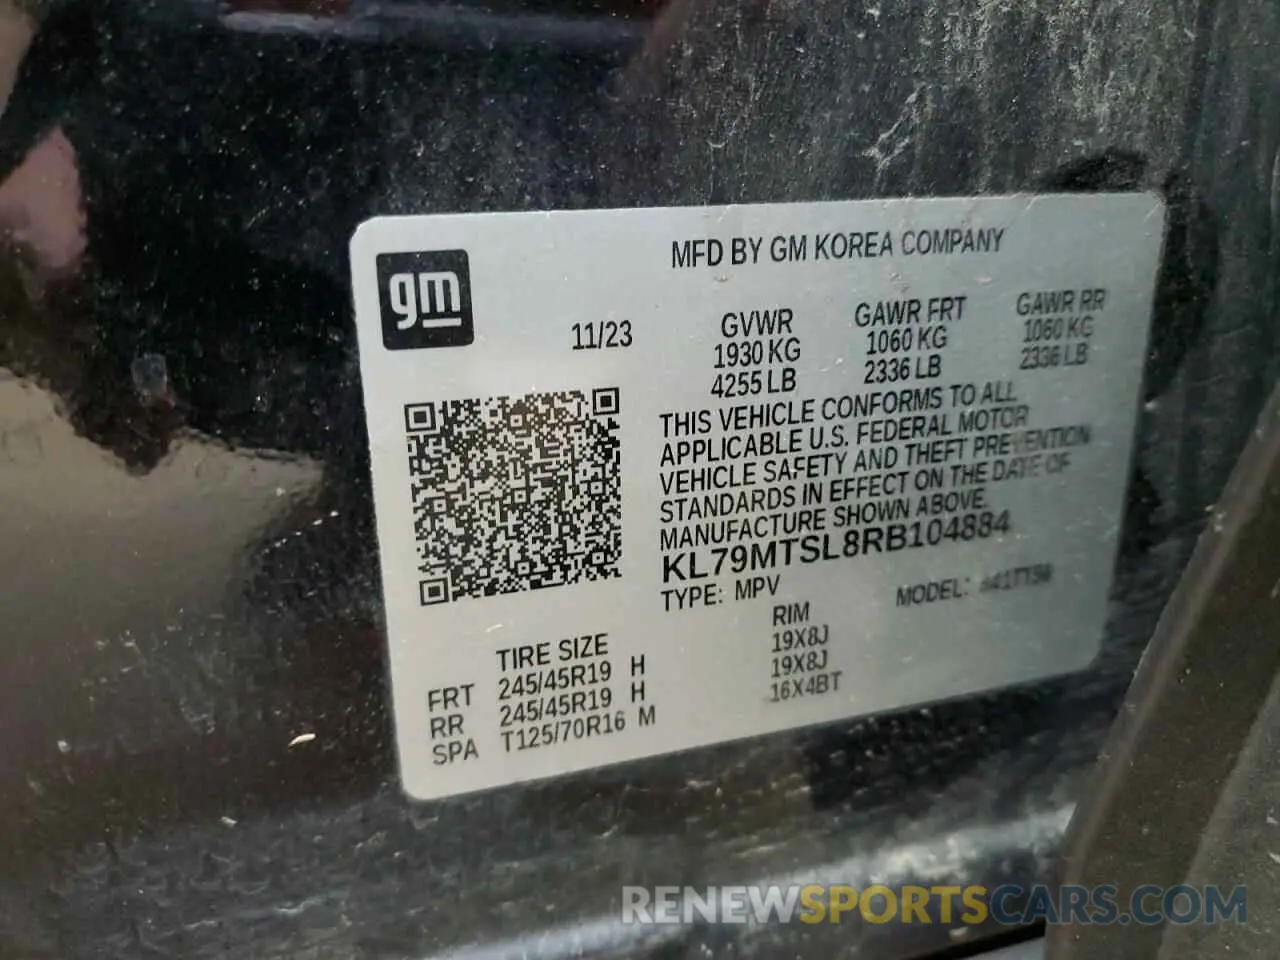 gm
MFD BY GM KOREA COMPANY
11/23
GVWR GAWR FRT GAWR RR
1930 KG 1060 KG 1060 KG
4255 LB 2336 LB 2336 LB
THIS VEHICLE CONFORMS TO ALL
APPLICABLE U.S. FEDERAL MOTOR
VEHICLE SAFETY AND THEFT PREVENTION
STANDARDS IN EFFECT ON THE DATE OF
MANUFACTURE SHOWN ABOVE.
KL79MTSL8RB104884
TYPE: MPV MODEL:
TIRE SIZE RIM
FRT 245/45R19 H 19X8J
RR 245/45R19 H 19X8J
SPA T125/70R16 M 16X4BT
RENEWSPORTSCARS.COM